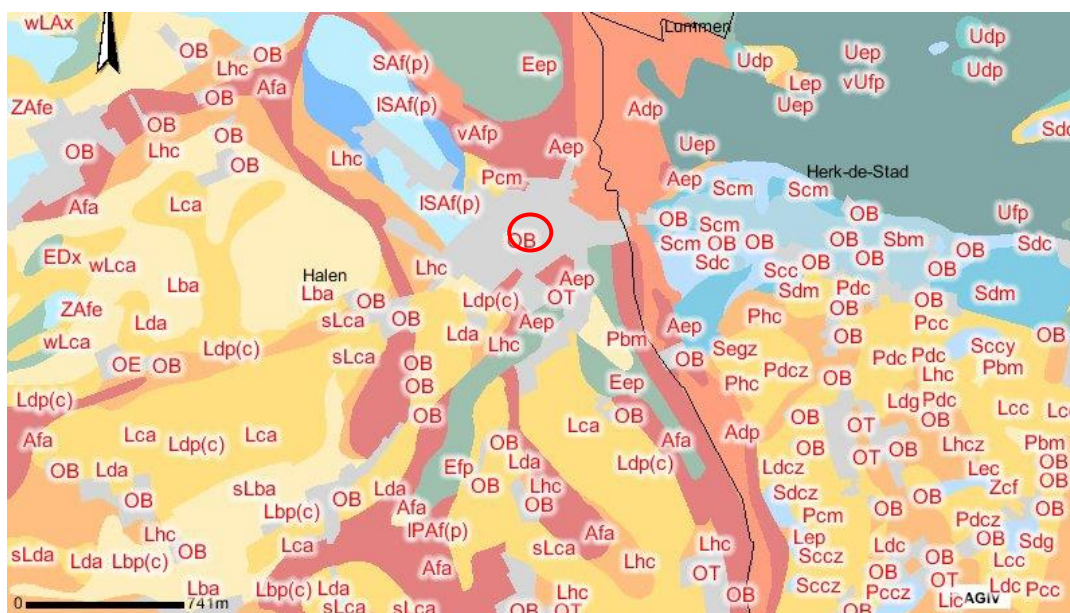 wLAx
Lummen
OB
OB
SAf(p)
Eep
Udp
Uep
Udp
Lhc
ZAfe
OB
Afa
lSAf(p)
Adp
Lep
Uep
vUfp
Udp
OB
vAfp
Aep
Uep
Sdc
OB
Lhc
OB
Lhc
Pcm
Aep
Scm
Scm
Herk-de-Stad
Afa
Lca
lSAf(p)
OB
OB
Scm
OB
Ufp
EDx
wLca
Lhc
Scm
OB
OB
OB
Sbm
OB
Sdc
Halen
Lba
Lba
OB
Ldp(c)
Aep
OT
Sdc
Scc
OB
OB
OB
Sdm
Pdc
OB
Sdm
ZAfe
Lda
sLca
OB
Lda
Aep
Lhc
Pbm
Aep
Phc
OB
Pcc
OB
wLca
OE
OB
Ldp(c)
sLca
OB
OB
OB
Segz
OB
Pdc
Pdc
Sccy
Ldp(c)
OB
Eep
Phc
Pdcz
OB
Lhc
Pbm
Afa
Lca
Ldp(c)
Lca
OB
Lca
OB
Afa
Adp
OB
Ldg
Pdc
OB
Lcc
OT
OB
Lda
Efp
Lda
Ldp(c)
Ldcz
OB
OT
OB
Lhcz
Pbm
OB
OB
sLba
Lbp(c)
OB
Lda
OB
Lhc
OB
Sdcz
Lec
Zcf
OB
Lhc
Afa
lPAf(p)
Afa
Pcm
OB
Pdcz
sLda
Lda
Lbp(c)
OB
Lca
Afa
sLca
Lhc
Lhc
Lep
Sccz
Ldc
OB
OB
Sdg
Lcc
0
741m
Lba
Lbp(c)
Lda
sLca
sLca
Lhc
OB
OT
OT
OB
Sccz
Pccz
OT
OB
Lic
AGIV
Ldc
Pcc
OB